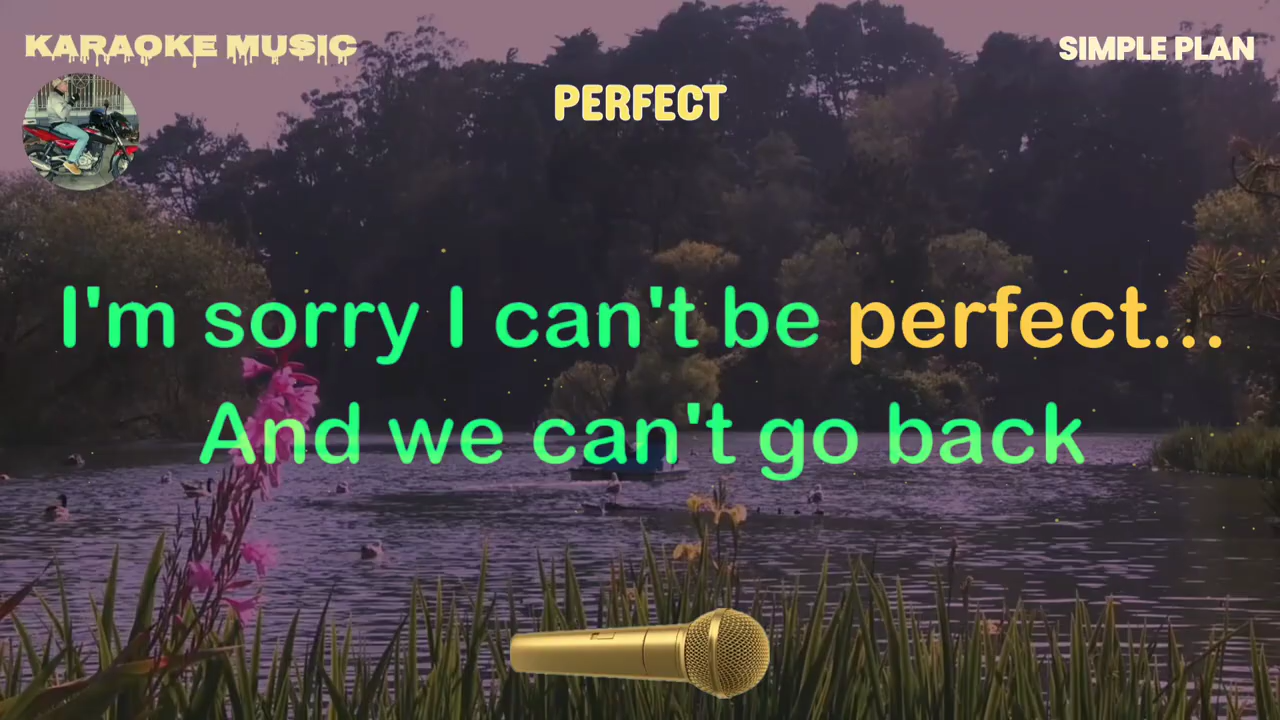 KARAOKE MUSIC
SIMPLE PLAN
PERFECT
I'm sorry I can't be perfect...
And we can't go back